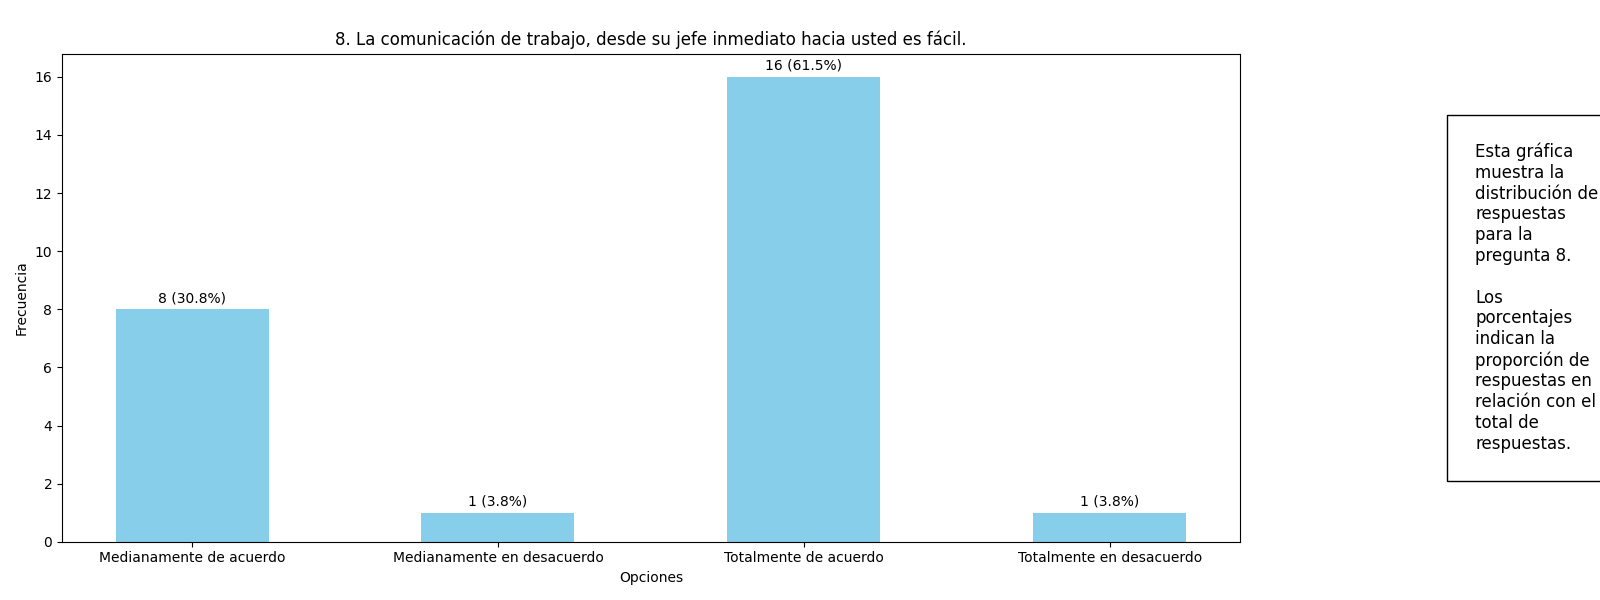 8. La comunicación de trabajo, desde su jefe inmediato hacia usted es fácil.
16
14
12
10
8
6
4
2
0
Frecuencia
8 (30.8%)
1 (3.8%)
16 (61.5%)
1 (3.8%)
Medianamente de acuerdo
Medianamente en desacuerdo
Totalmente de acuerdo
Totalmente en desacuerdo
Opciones
Esta gráfica
muestra la
distribución de
respuestas
para la
pregunta 8.
Los
porcentajes
indican la
proporción de
respuestas en
relación con el
total de
respuestas.